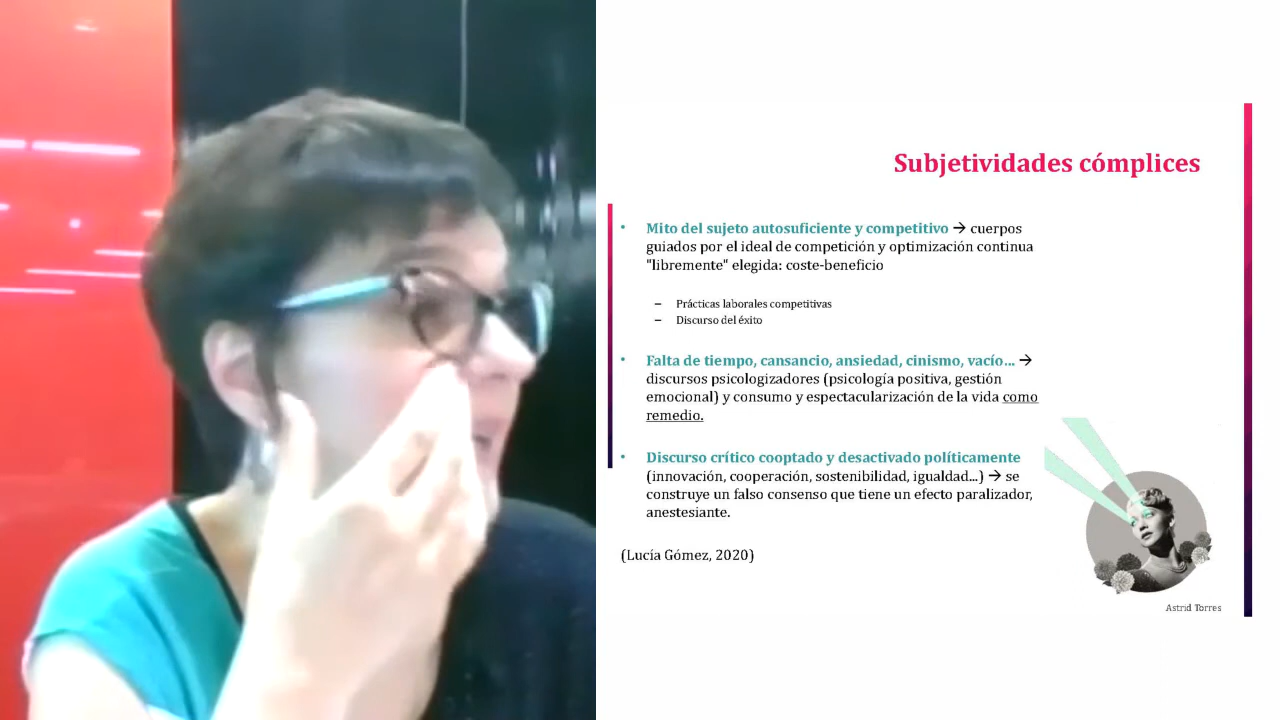 Subjetividades cómplices
• Mito del sujeto autosuficiente y competitivo → cuerpos
guiados por el ideal de competición y optimización continua
"libremente" elegida: coste-beneficio
– Prácticas laborales competitivas
– Discurso del éxito
• Falta de tiempo, cansancio, ansiedad, cinismo, vacío... →
discursos psicologizadores (psicología positiva, gestión
emocional) y consumo y espectacularización de la vida como
remedio.
• Discurso crítico cooptado y desactivado políticamente
(innovación, cooperación, sostenibilidad, igualdad...) → se
construye un falso consenso que tiene un efecto paralizador,
anestesiante.
(Lucía Gómez, 2020)
Astrid Torres